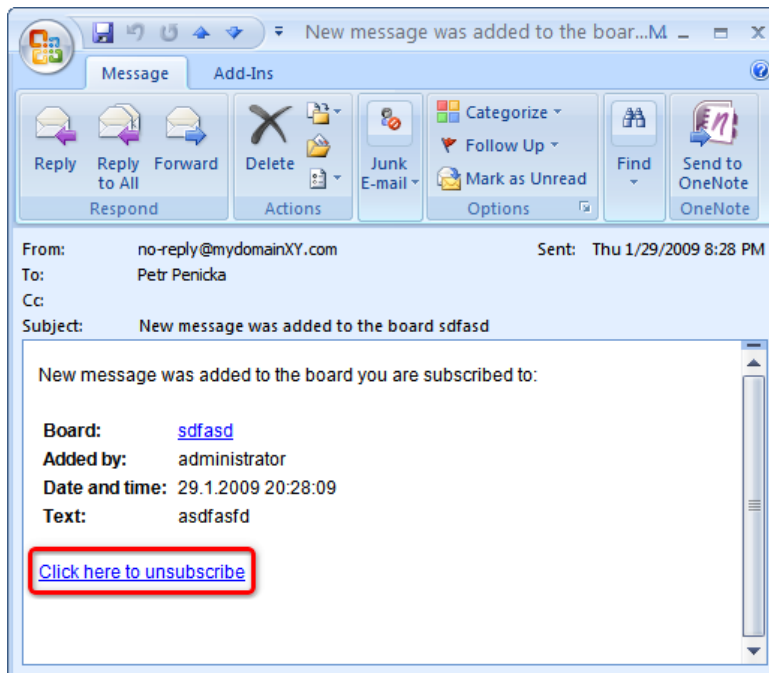 New message was added to the boar...M
Message Add-Ins
Reply Reply to All Forward Delete Junk E-mail Categorize Follow Up Mark as Unread Find Send to OneNote
Respond Actions Options OneNote
From: no-reply@mydomainXY.com Sent: Thu 1/29/2009 8:28 PM
To: Petr Penicka
Cc:
Subject: New message was added to the board sdfasd
New message was added to the board you are subscribed to:
Board: sdfasd
Added by: administrator
Date and time: 29.1.2009 20:28:09
Text: asdfasfd
Click here to unsubscribe